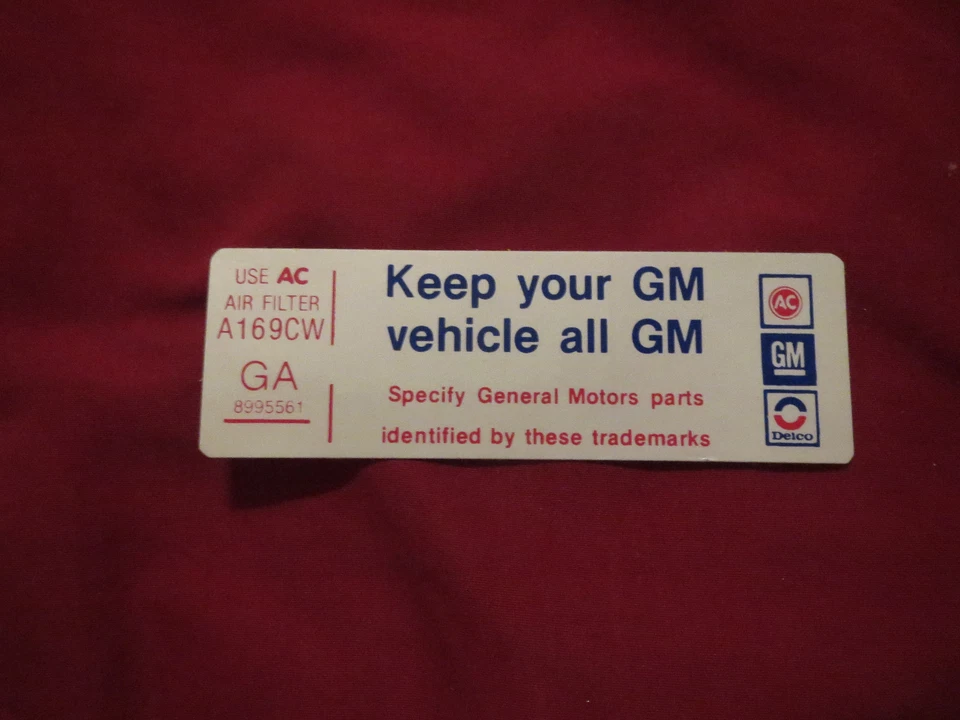 USE AC
AIR FILTER
A169CW
GA
8995561
Keep your GM
vehicle all GM
Specify General Motors parts
identified by these trademarks
AC
GM
Delco